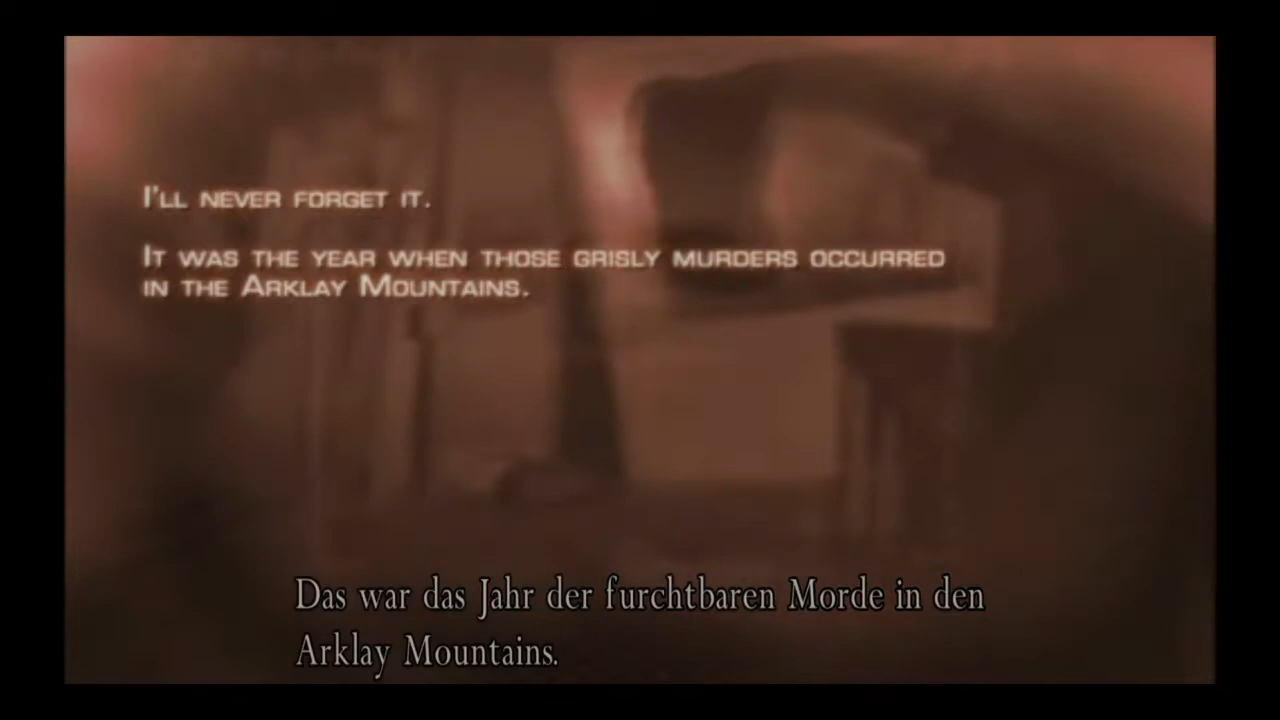 I'll never forget it.
It was the year when those grisly murders occurred
in the Arklay Mountains.
Das war das Jahr der furchtbaren Morde in den
Arklay Mountains.